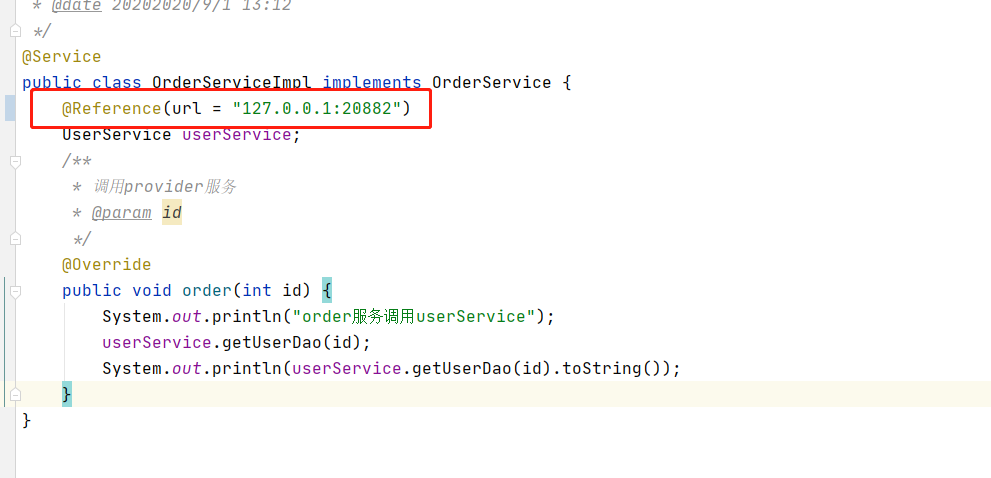 * @date 20202020/9/1 13:12
*/
@Service
public class OrderServiceImpl implements OrderService {
@Reference(url = "127.0.0.1:20882")
UserService userService;
/**
* 调用provider服务
* @param id
*/
@Override
public void order(int id) {
System.out.println("order服务调用userService");
userService.getUserDao(id);
System.out.println(userService.getUserDao(id).toString());
}
}